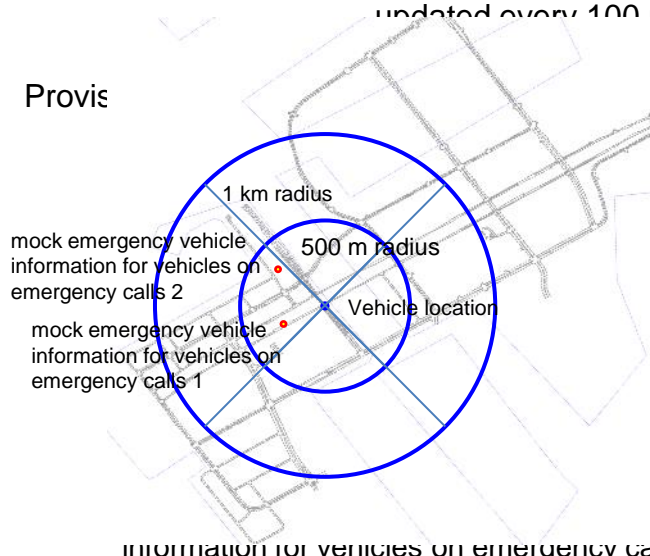 updated every 100
Provis
1 km radius
500 m radius
mock emergency vehicle
information for vehicles on
emergency calls 2
Vehicle location
mock emergency vehicle
information for vehicles on
emergency calls 1
information for vehicles on emergency ca